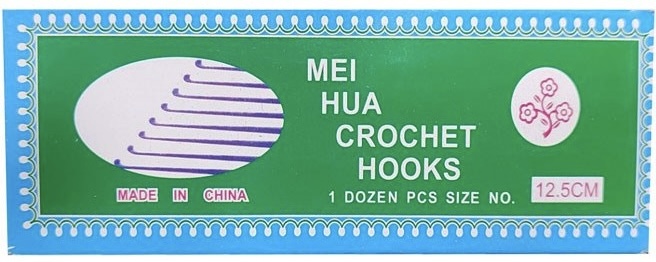 MEI
HUA
CROCHET
HOOKS
MADE IN CHINA
1 DOZEN PCS SIZE NO. 12.5CM